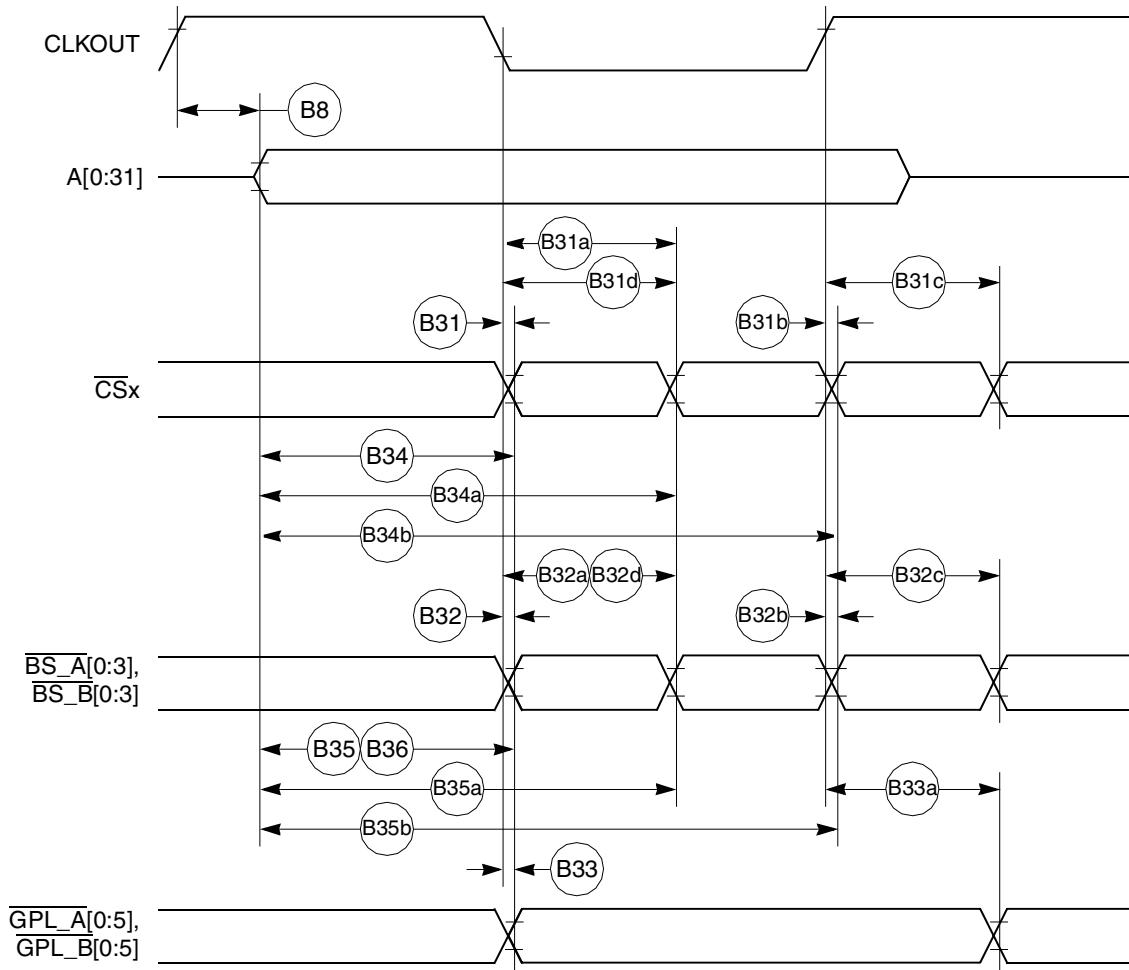 CLKOUT
B8
A[0:31]
B31a
B31d
B31c
B31
B31b
CSx
B34
B34a
B34b
B32a B32d
B32c
B32
B32b
BS_A[0:3],
BS_B[0:3]
B35 B36
B35a
B33a
B35b
B33
GPL_A[0:5],
GPL_B[0:5]